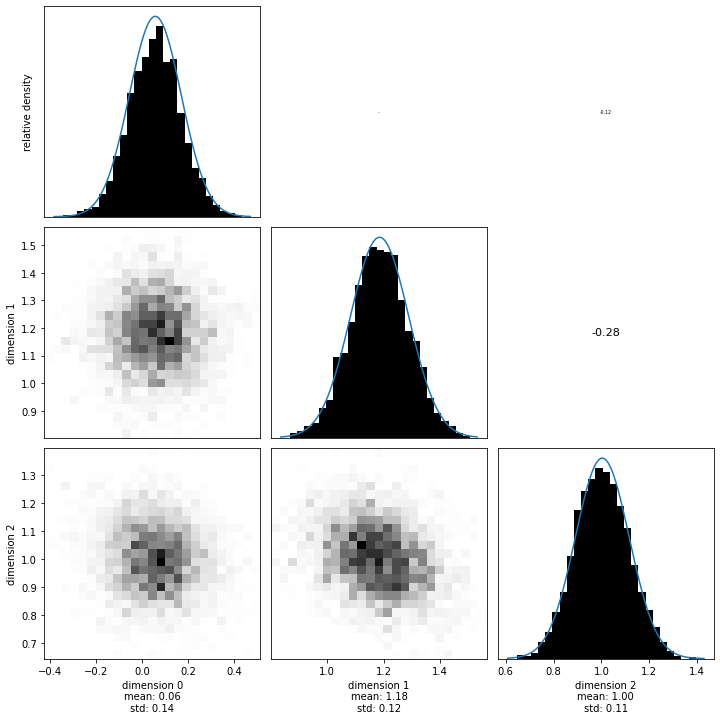 relative density
-0.12
1.5
1.4
1.3
1.2
1.1
1.0
0.9
dimension 1
-0.28
1.3
1.2
1.1
1.0
0.9
0.8
0.7
dimension 2
−0.4 −0.2 0.0 0.2 0.4
dimension 0
mean: 0.06
std: 0.14
1.0 1.2 1.4
dimension 1
mean: 1.18
std: 0.12
0.6 0.8 1.0 1.2 1.4
dimension 2
mean: 1.00
std: 0.11